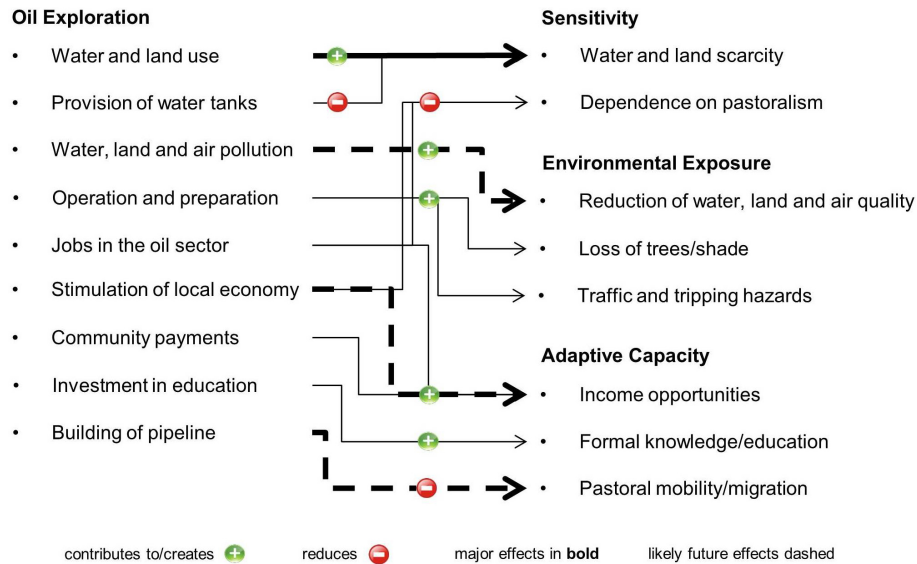 Oil Exploration
• Water and land use
• Provision of water tanks
• Water, land and air pollution
• Operation and preparation
• Jobs in the oil sector
• Stimulation of local economy
• Community payments
• Investment in education
• Building of pipeline
Sensitivity
• Water and land scarcity
• Dependence on pastoralism
Environmental Exposure
• Reduction of water, land and air quality
• Loss of trees/shade
• Traffic and tripping hazards
Adaptive Capacity
• Income opportunities
• Formal knowledge/education
• Pastoral mobility/migration
contributes to/creates reduces major effects in bold likely future effects dashed